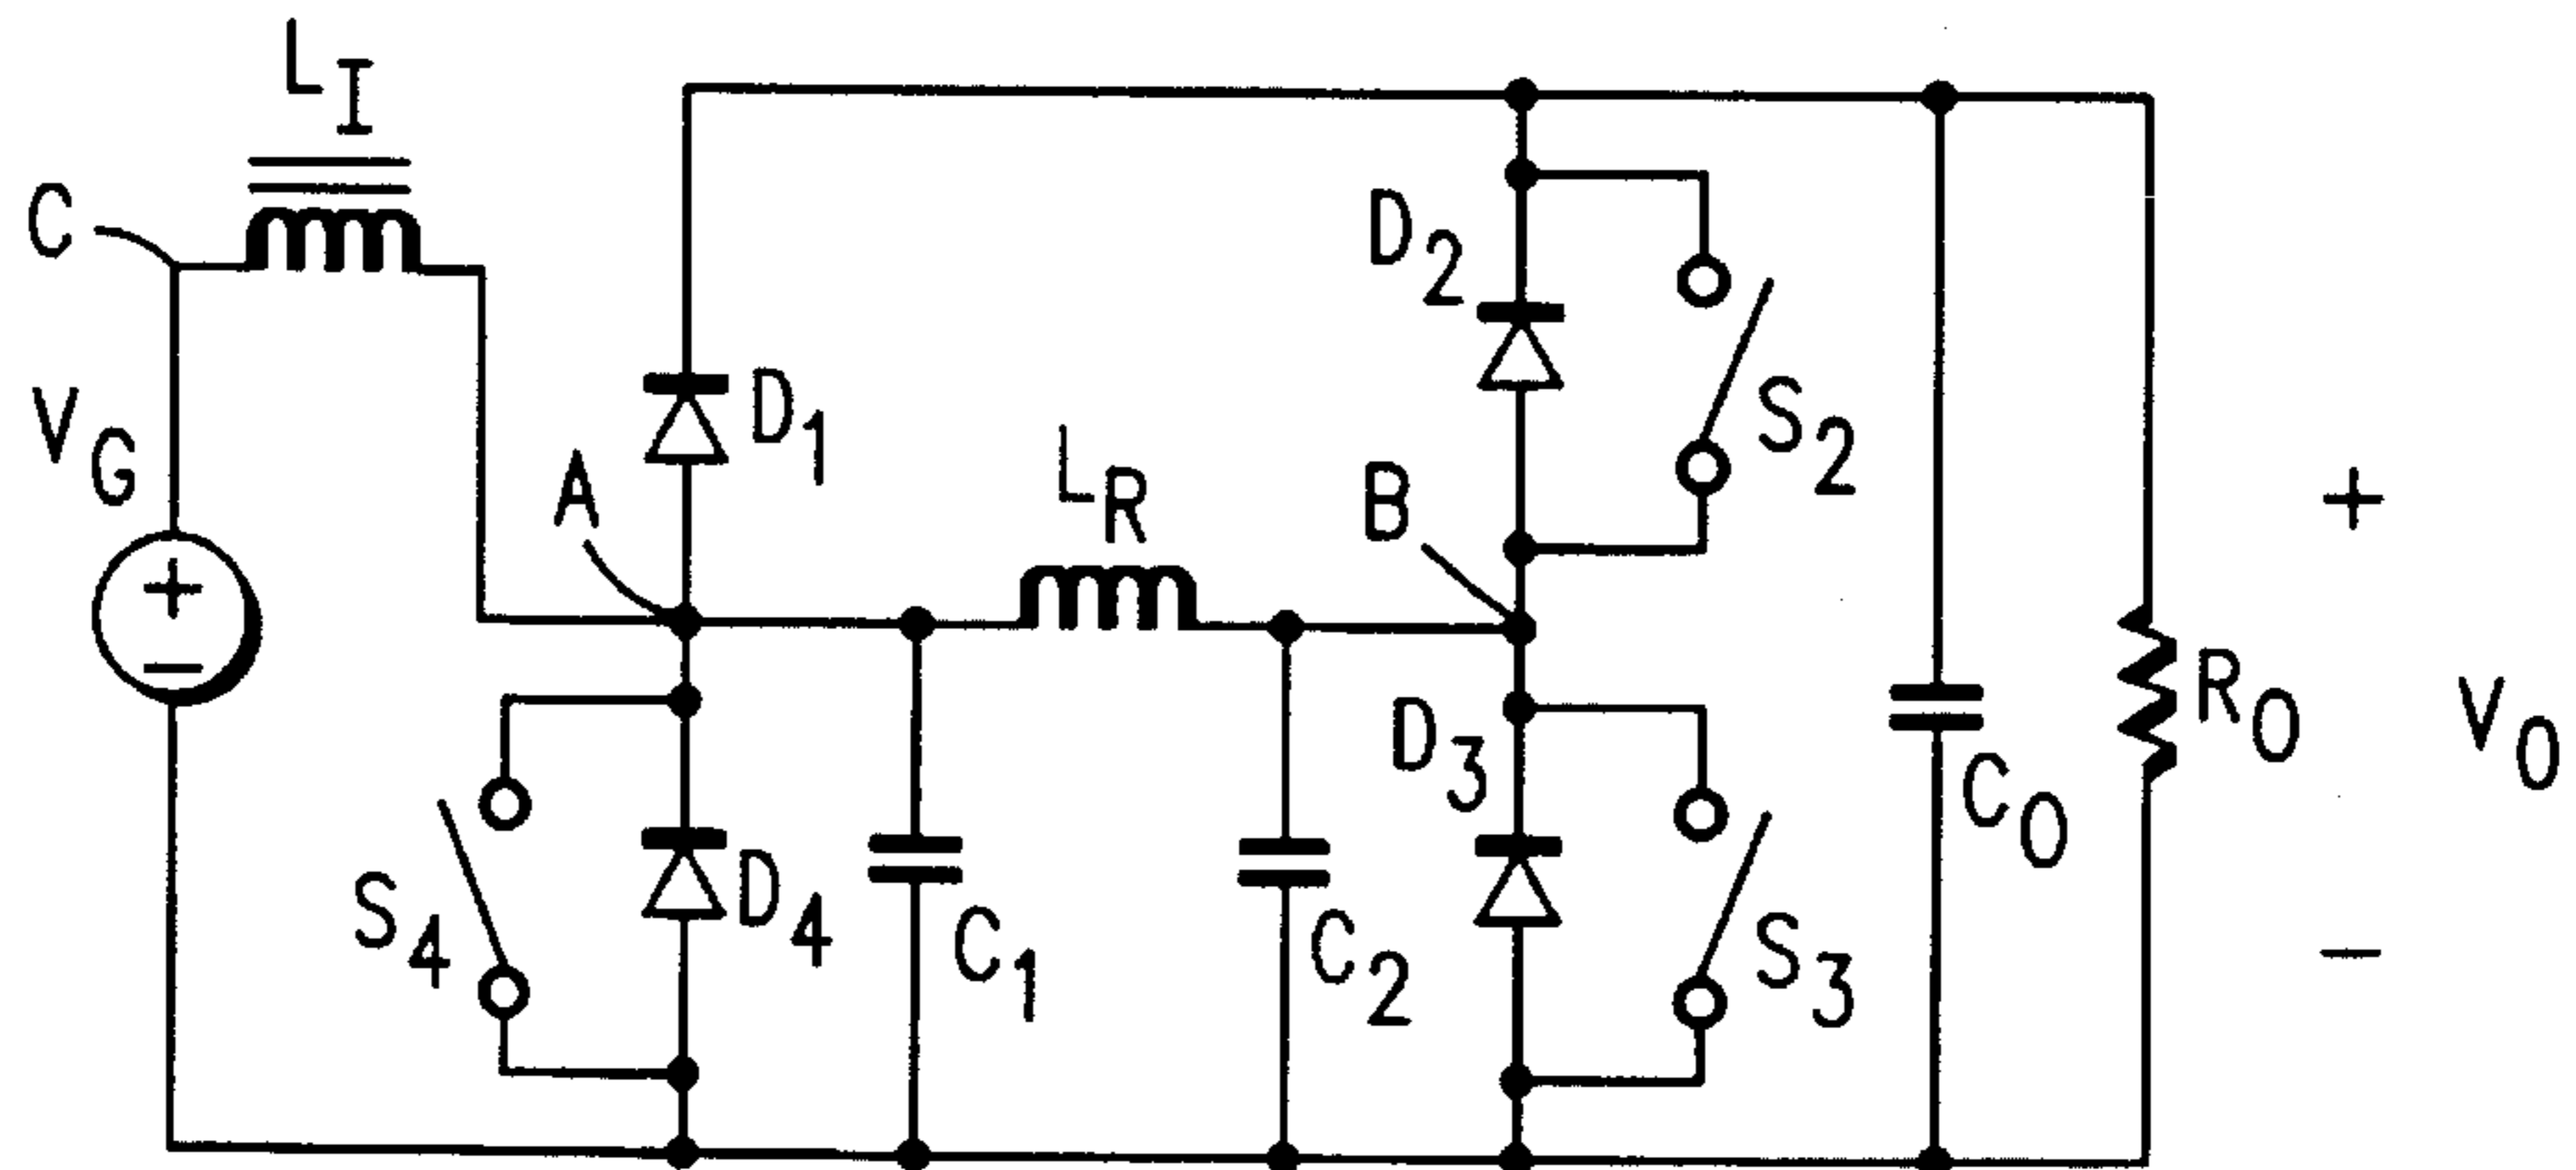 L_I
C
V_G
+
−
A
D_1
S_4
D_4
C_1
L_R
C_2
B
D_2
S_2
D_3
S_3
C_O
R_O
+
V_O
−